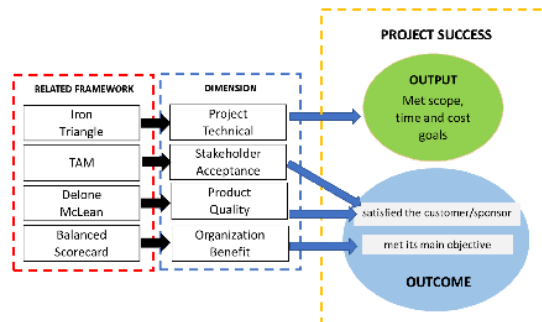 PROJECT SUCCESS
RELATED FRAMEWORK
Iron
Triangle
TAM
Delone
McLean
Balanced
Scorecard
DIMENSION
Project
Technical
Stakeholder
Acceptance
Product
Quality
Organization
Benefit
OUTPUT
Met scope,
time and cost
goals
satisfied the customer/sponsor
met its main objective
OUTCOME